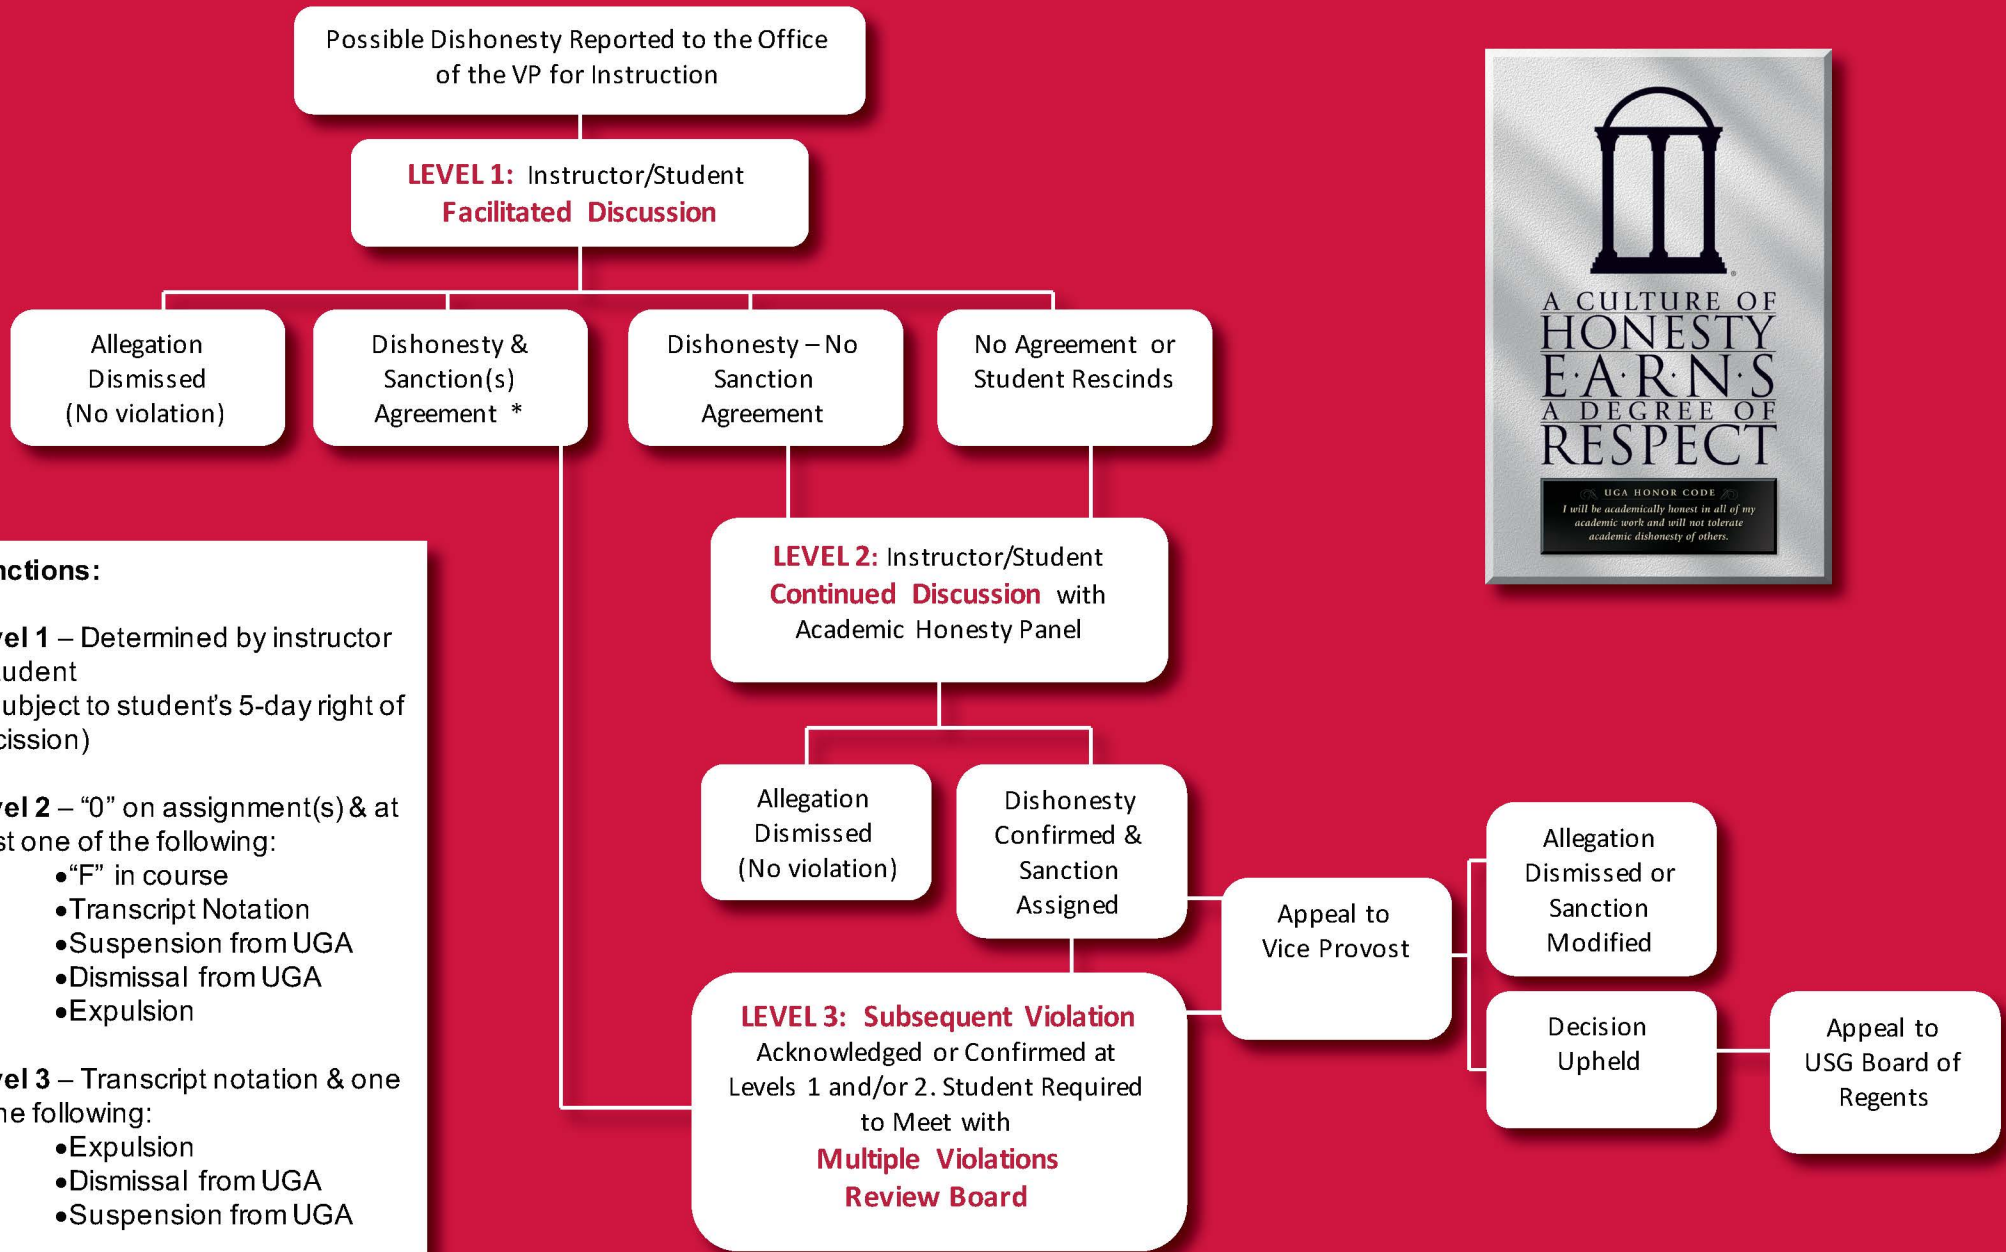 Possible Dishonesty Reported to the Office
of the VP for Instruction
LEVEL 1: Instructor/Student
Facilitated Discussion
Allegation
Dismissed
(No violation)
Dishonesty &
Sanction(s)
Agreement *
Dishonesty – No
Sanction
Agreement
No Agreement or
Student Rescinds
LEVEL 2: Instructor/Student
Continued Discussion with
Academic Honesty Panel
Allegation
Dismissed
(No violation)
Dishonesty
Confirmed &
Sanction
Assigned
LEVEL 3: Subsequent Violation
Acknowledged or Confirmed at
Levels 1 and/or 2. Student Required
to Meet with
Multiple Violations
Review Board
Appeal to
Vice Provost
Allegation
Dismissed or
Sanction
Modified
Decision
Upheld
Appeal to
USG Board of
Regents
nctions:
vel 1 – Determined by instructor
tudent
ubject to student's 5-day right of
cission)
vel 2 – "0" on assignment(s) & at
st one of the following:
•"F" in course
•Transcript Notation
•Suspension from UGA
•Dismissal from UGA
•Expulsion
vel 3 – Transcript notation & one
he following:
•Expulsion
•Dismissal from UGA
•Suspension from UGA
A CULTURE OF
HONESTY
E·A·R·N·S
A DEGREE OF
RESPECT
UGA HONOR CODE
I will be academically honest in all of my
academic work and will not tolerate
academic dishonesty of others.